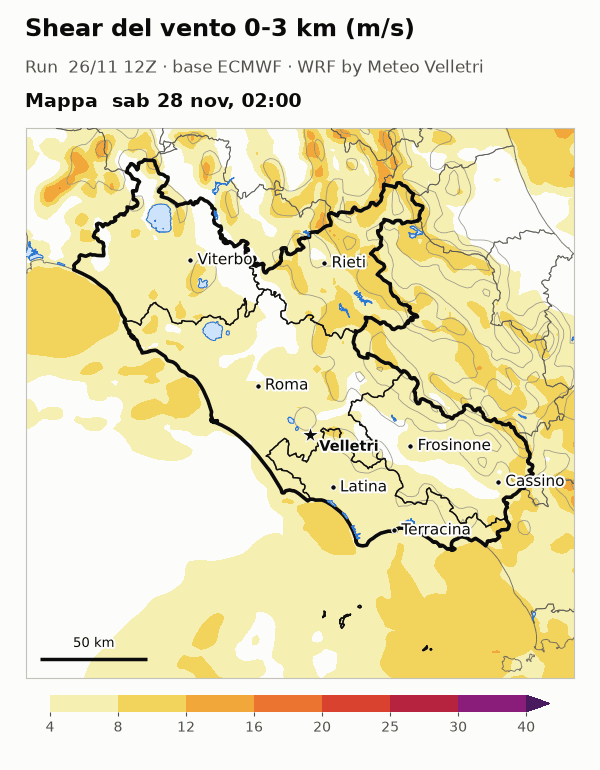 Shear del vento 0-3 km (m/s)
Run  26/11 12Z · base ECMWF · WRF by Meteo Velletri
Mappa  sab 28 nov, 02:00
Viterbo
Rieti
Roma
Velletri
Frosinone
Cassino
Latina
Terracina
50 km
4 8 12 16 20 25 30 40